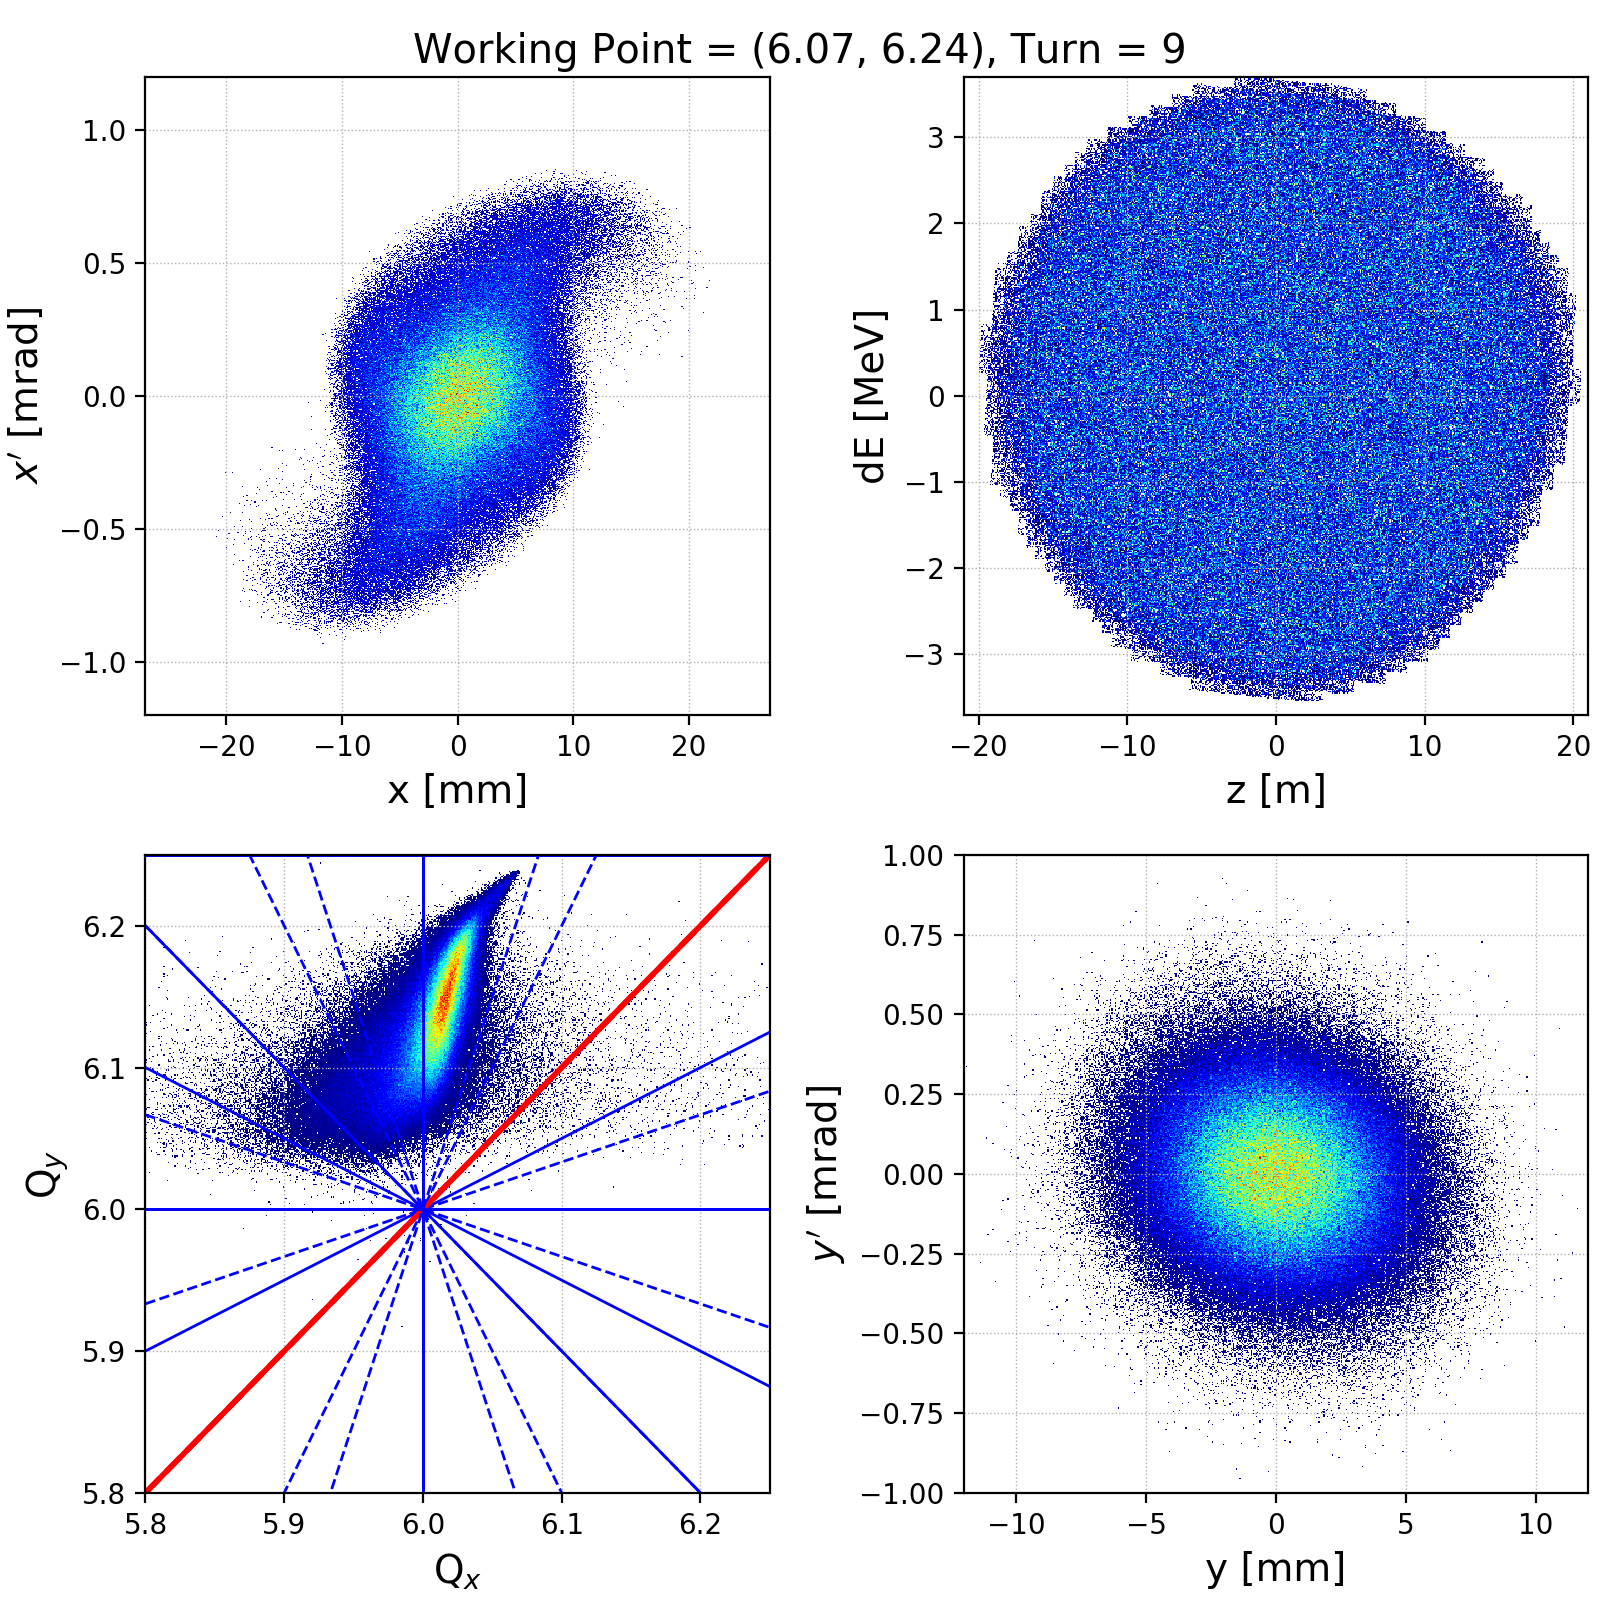 Working Point = (6.07, 6.24), Turn = 9
1.0
0.5
0.0
−0.5
−1.0
x′ [mrad]
−20 −10 0 10 20
x [mm]
3
2
1
0
−1
−2
−3
dE [MeV]
−20 −10 0 10 20
z [m]
6.2
6.1
6.0
5.9
5.8
Qy
5.8 5.9 6.0 6.1 6.2
Qx
1.00
0.75
0.50
0.25
0.00
−0.25
−0.50
−0.75
−1.00
y′ [mrad]
−10 −5 0 5 10
y [mm]